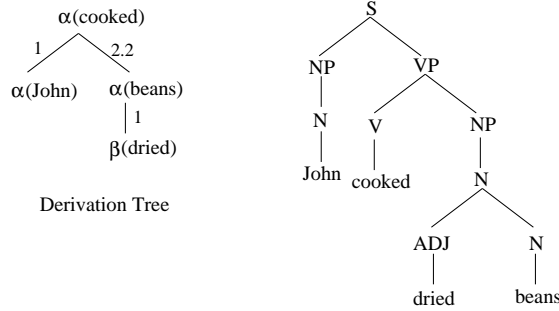 α(cooked)
1 2.2
α(John) α(beans)
1
β(dried)
Derivation Tree
S
NP VP
N V NP
John cooked N
ADJ N
dried beans